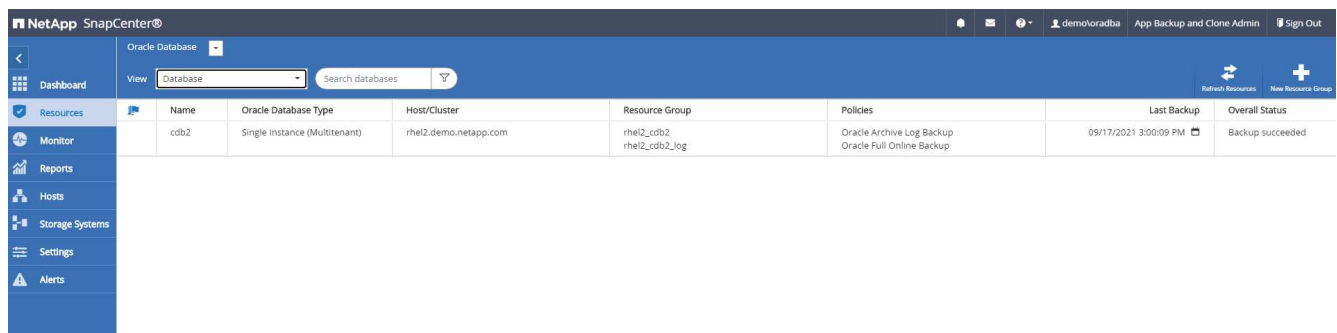 NetApp SnapCenter®
demo\oradba App Backup and Clone Admin Sign Out
Oracle Database
Dashboard
View Database Search databases
Refresh Resources New Resource Group
Resources
Name Oracle Database Type Host/Cluster Resource Group Policies Last Backup Overall Status
cdb2 Single Instance (Multitenant) rhel2.demo.netapp.com rhel2_cdb2 Oracle Archive Log Backup 09/17/2021 3:00:09 PM Backup succeeded
rhel2_cdb2_log Oracle Full Online Backup
Monitor
Reports
Hosts
Storage Systems
Settings
Alerts